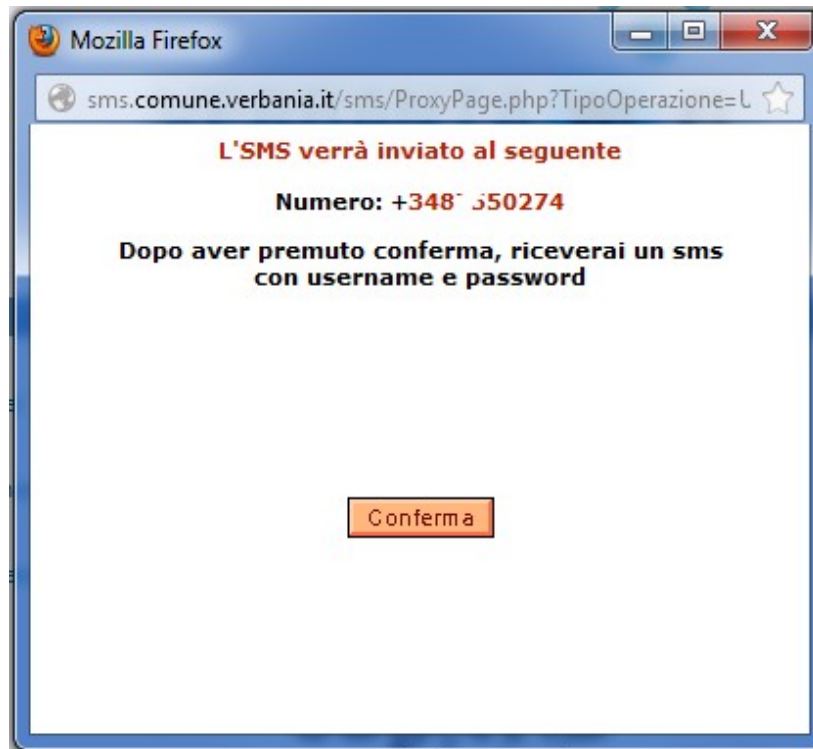 Mozilla Firefox
sms.comune.verbania.it/sms/ProxyPage.php?TipoOperazione=
L'SMS verrà inviato al seguente
Numero:
Dopo aver premuto conferma, riceverai un sms
con username e password
Conferma